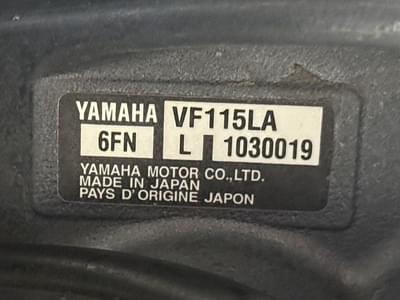 YAMAHA VF115LA
6FN L 1030019
YAMAHA MOTOR CO.,LTD.
MADE IN JAPAN
PAYS D'ORIGINE JAPON